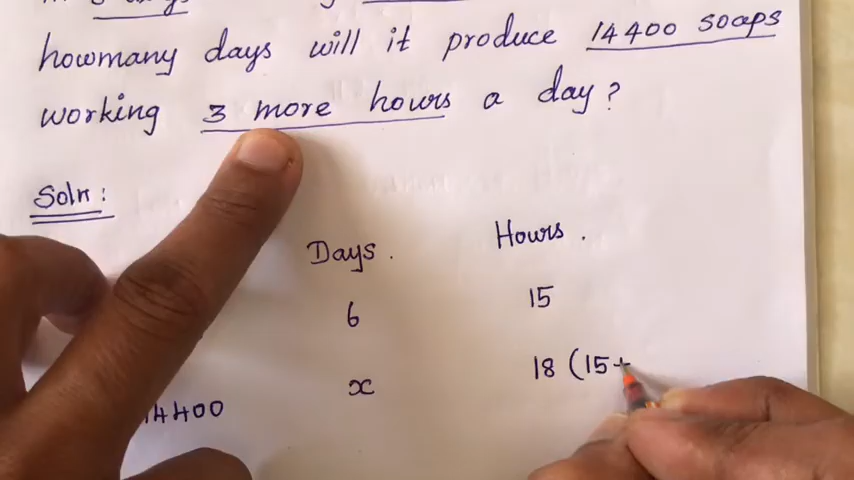 howmany days will it produce 14400 soaps
working 3 more hours a day?
Soln:
Days. Hours.
6 15
x 18 (15+
14400